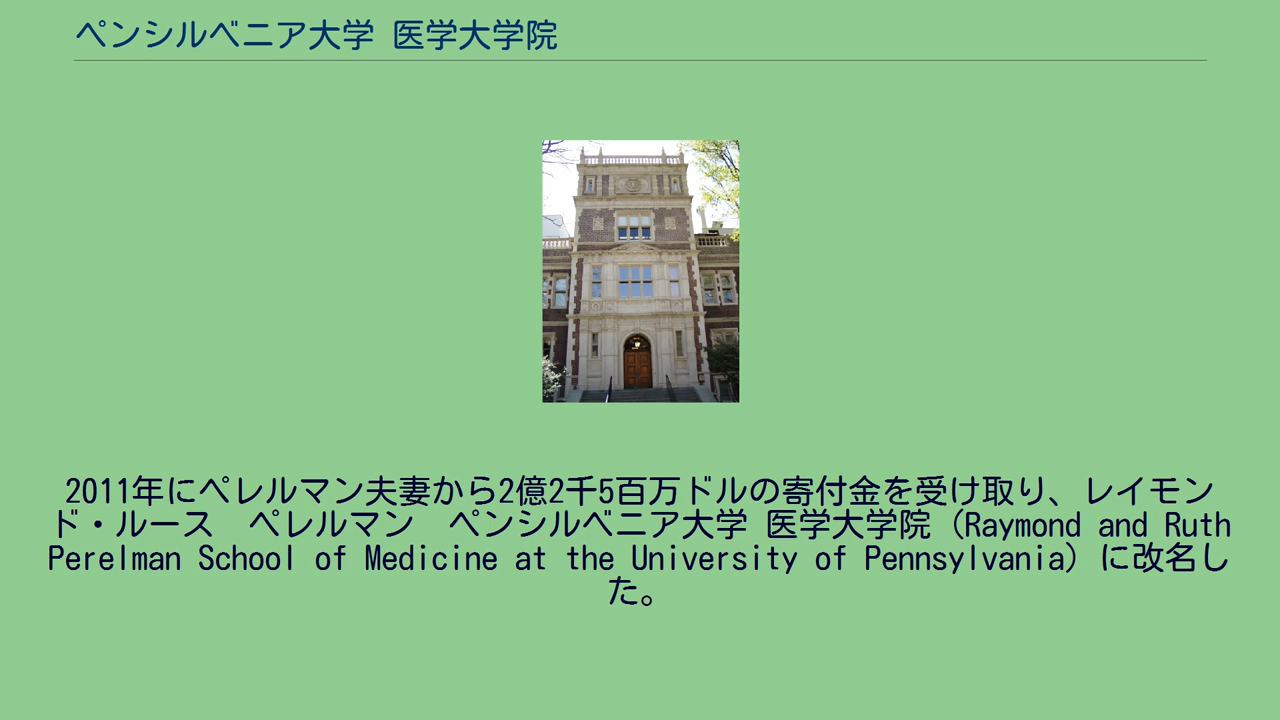 ペンシルベニア大学 医学大学院
2011年にペレルマン夫妻から2億2千5百万ドルの寄付金を受け取り、レイモン
ド・ルース　ペレルマン　ペンシルベニア大学 医学大学院 (Raymond and Ruth
Perelman School of Medicine at the University of Pennsylvania) に改名し
た。